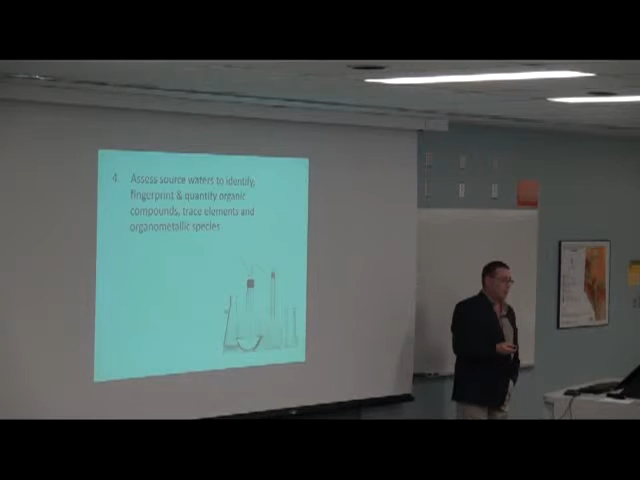 4. Assess source waters to identify,
fingerprint & quantify organic
compounds, trace elements and
organometallic species